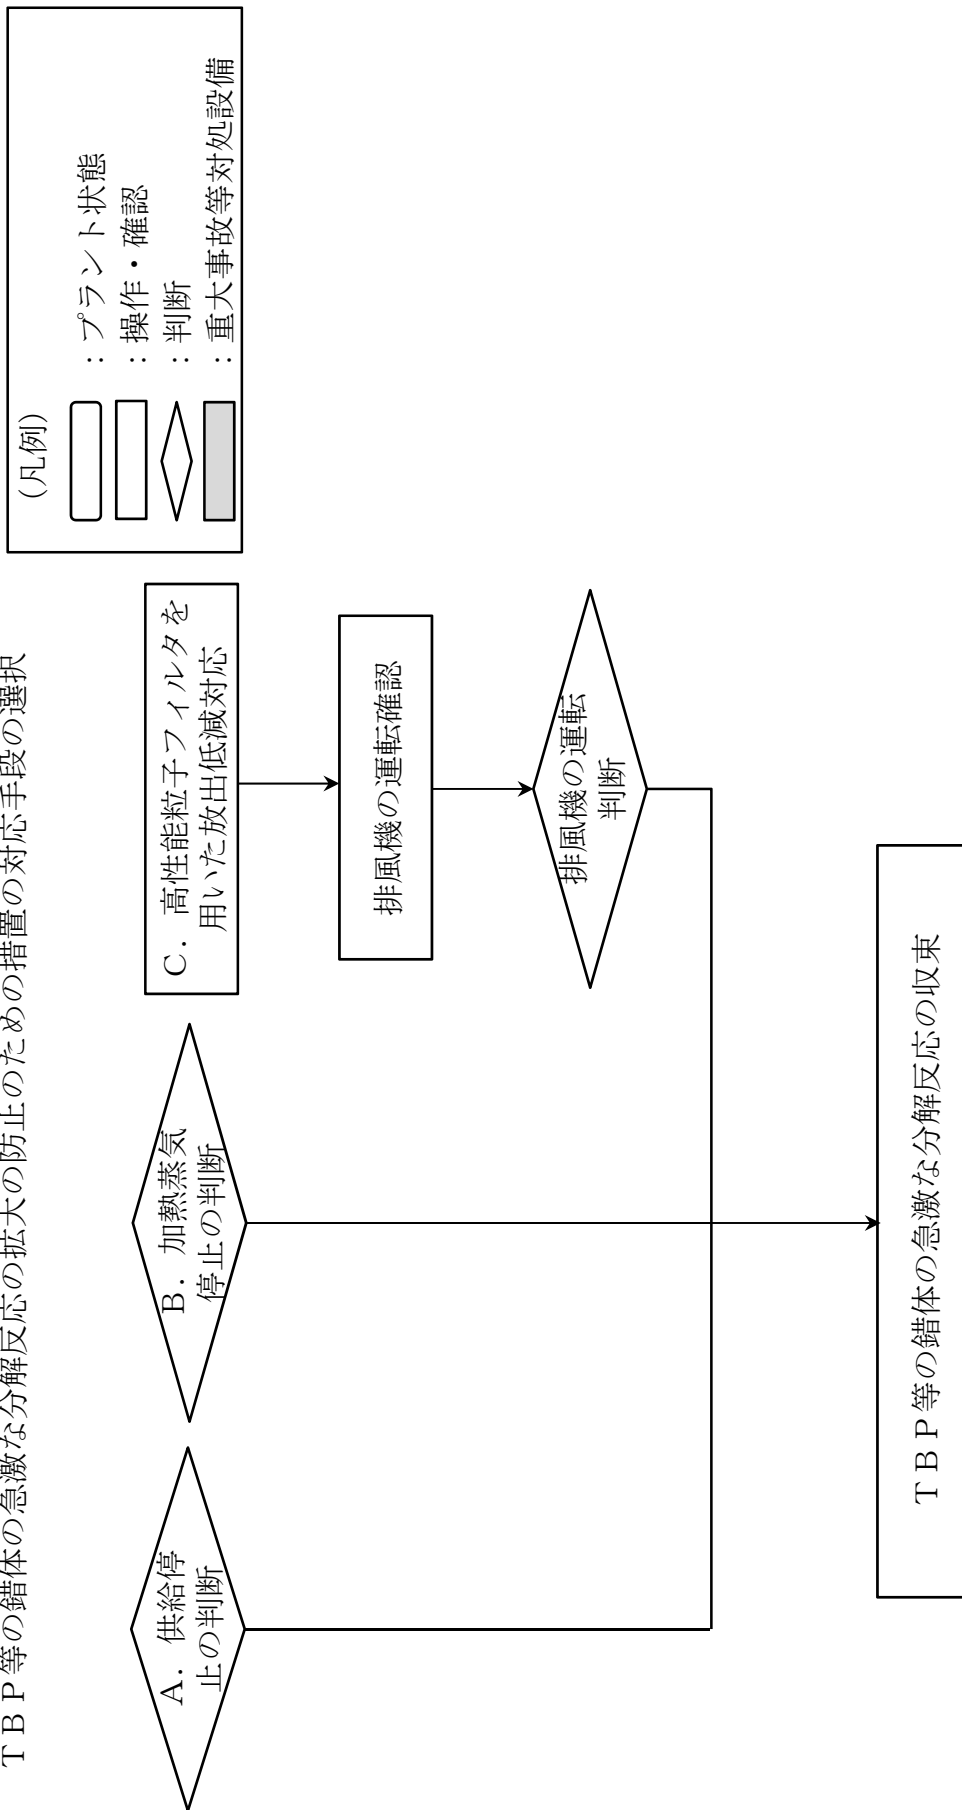 ＴＢＰ等の錯体の急激な分解反応の拡大の防止のための措置の対応手段の選択
Ａ．供給停
止の判断
Ｂ．加熱蒸気
停止の判断
Ｃ．高性能粒子フィルタを
用いた放出低減対応
排風機の運転確認
排風機の運転
判断
ＴＢＰ等の錯体の急激な分解反応の収束
（凡例）
：プラント状態
：操作・確認
：判断
：重大事故等対処設備